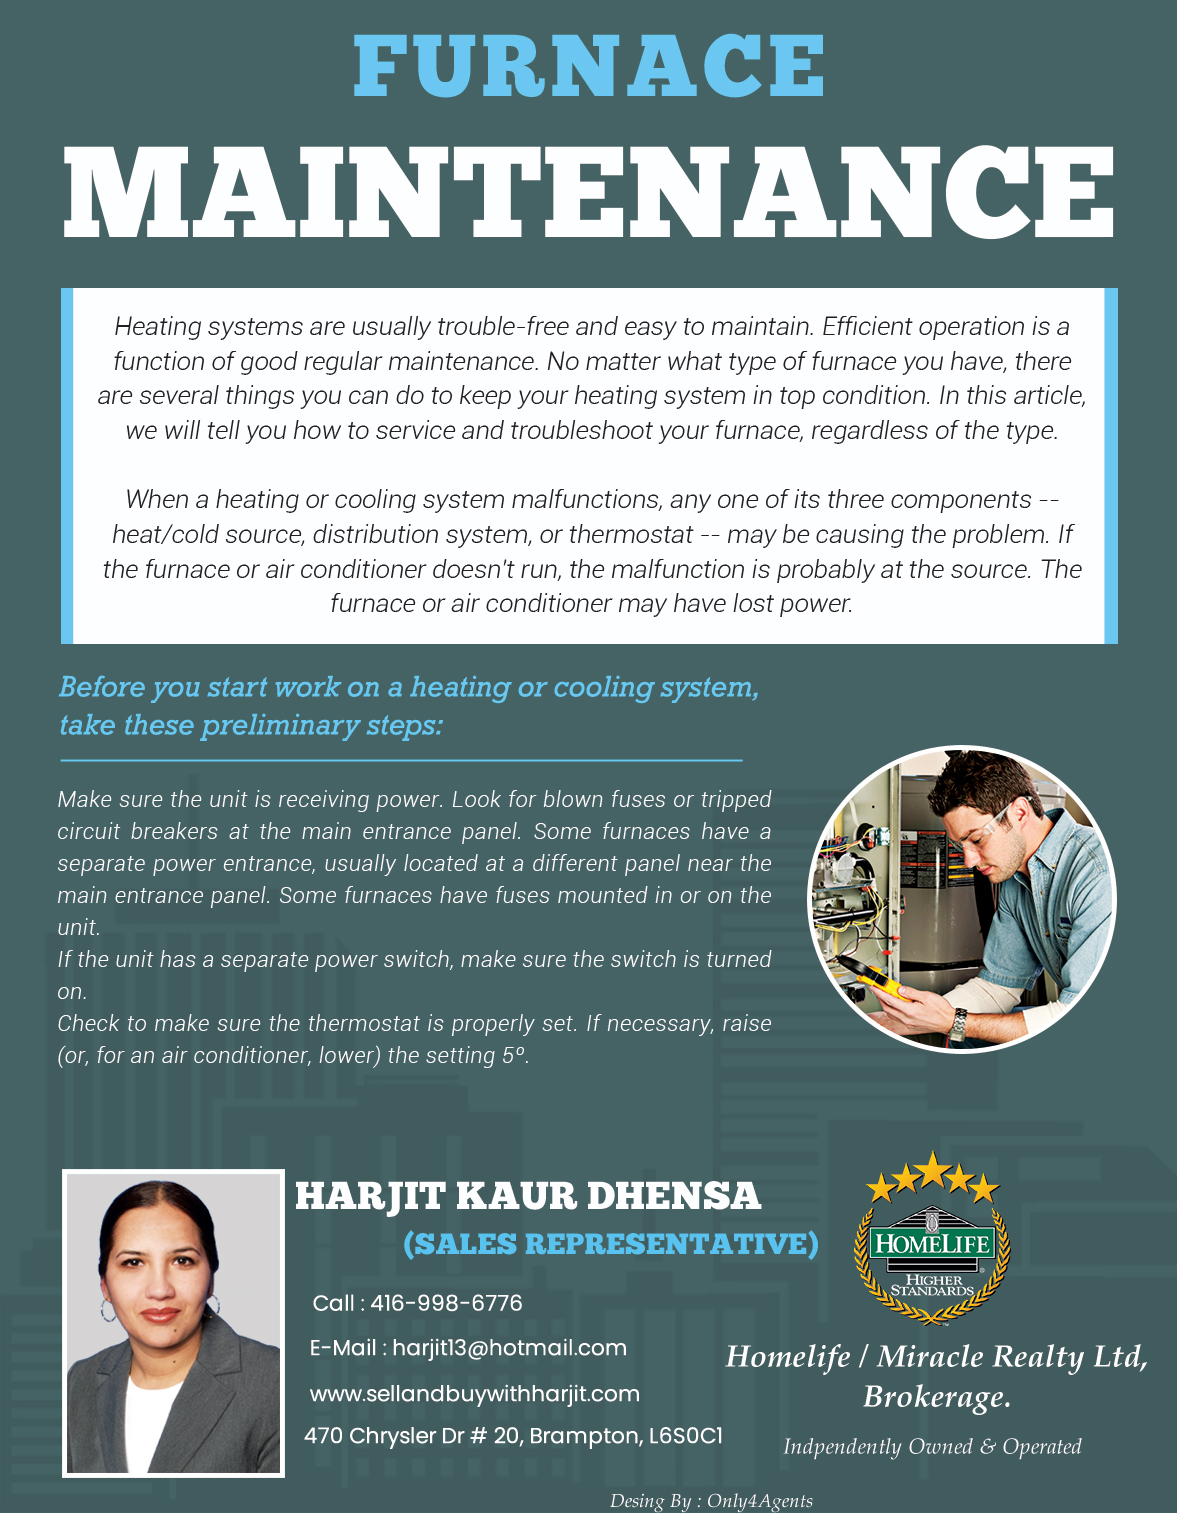 FURNACE
MAINTENANCE
Heating systems are usually trouble-free and easy to maintain. Efficient operation is a
function of good regular maintenance. No matter what type of furnace you have, there
are several things you can do to keep your heating system in top condition. In this article,
we will tell you how to service and troubleshoot your furnace, regardless of the type.
When a heating or cooling system malfunctions, any one of its three components --
heat/cold source, distribution system, or thermostat -- may be causing the problem. If
the furnace or air conditioner doesn't run, the malfunction is probably at the source. The
furnace or air conditioner may have lost power.
Before you start work on a heating or cooling system,
take these preliminary steps:
Make sure the unit is receiving power. Look for blown fuses or tripped
circuit breakers at the main entrance panel. Some furnaces have a
separate power entrance, usually located at a different panel near the
main entrance panel. Some furnaces have fuses mounted in or on the
unit.
If the unit has a separate power switch, make sure the switch is turned
on.
Check to make sure the thermostat is properly set. If necessary, raise
(or, for an air conditioner, lower) the setting 5º.
HARJIT KAUR DHENSA
(SALES REPRESENTATIVE)
Call : 416-998-6776
E-Mail : harjit13@hotmail.com
www.sellandbuywithharjit.com
470 Chrysler Dr # 20, Brampton, L6S0C1
HOMELIFE
®
HIGHER
STANDARDS
™
Homelife / Miracle Realty Ltd,
Brokerage.
Indpendently Owned & Operated
Desing By : Only4Agents